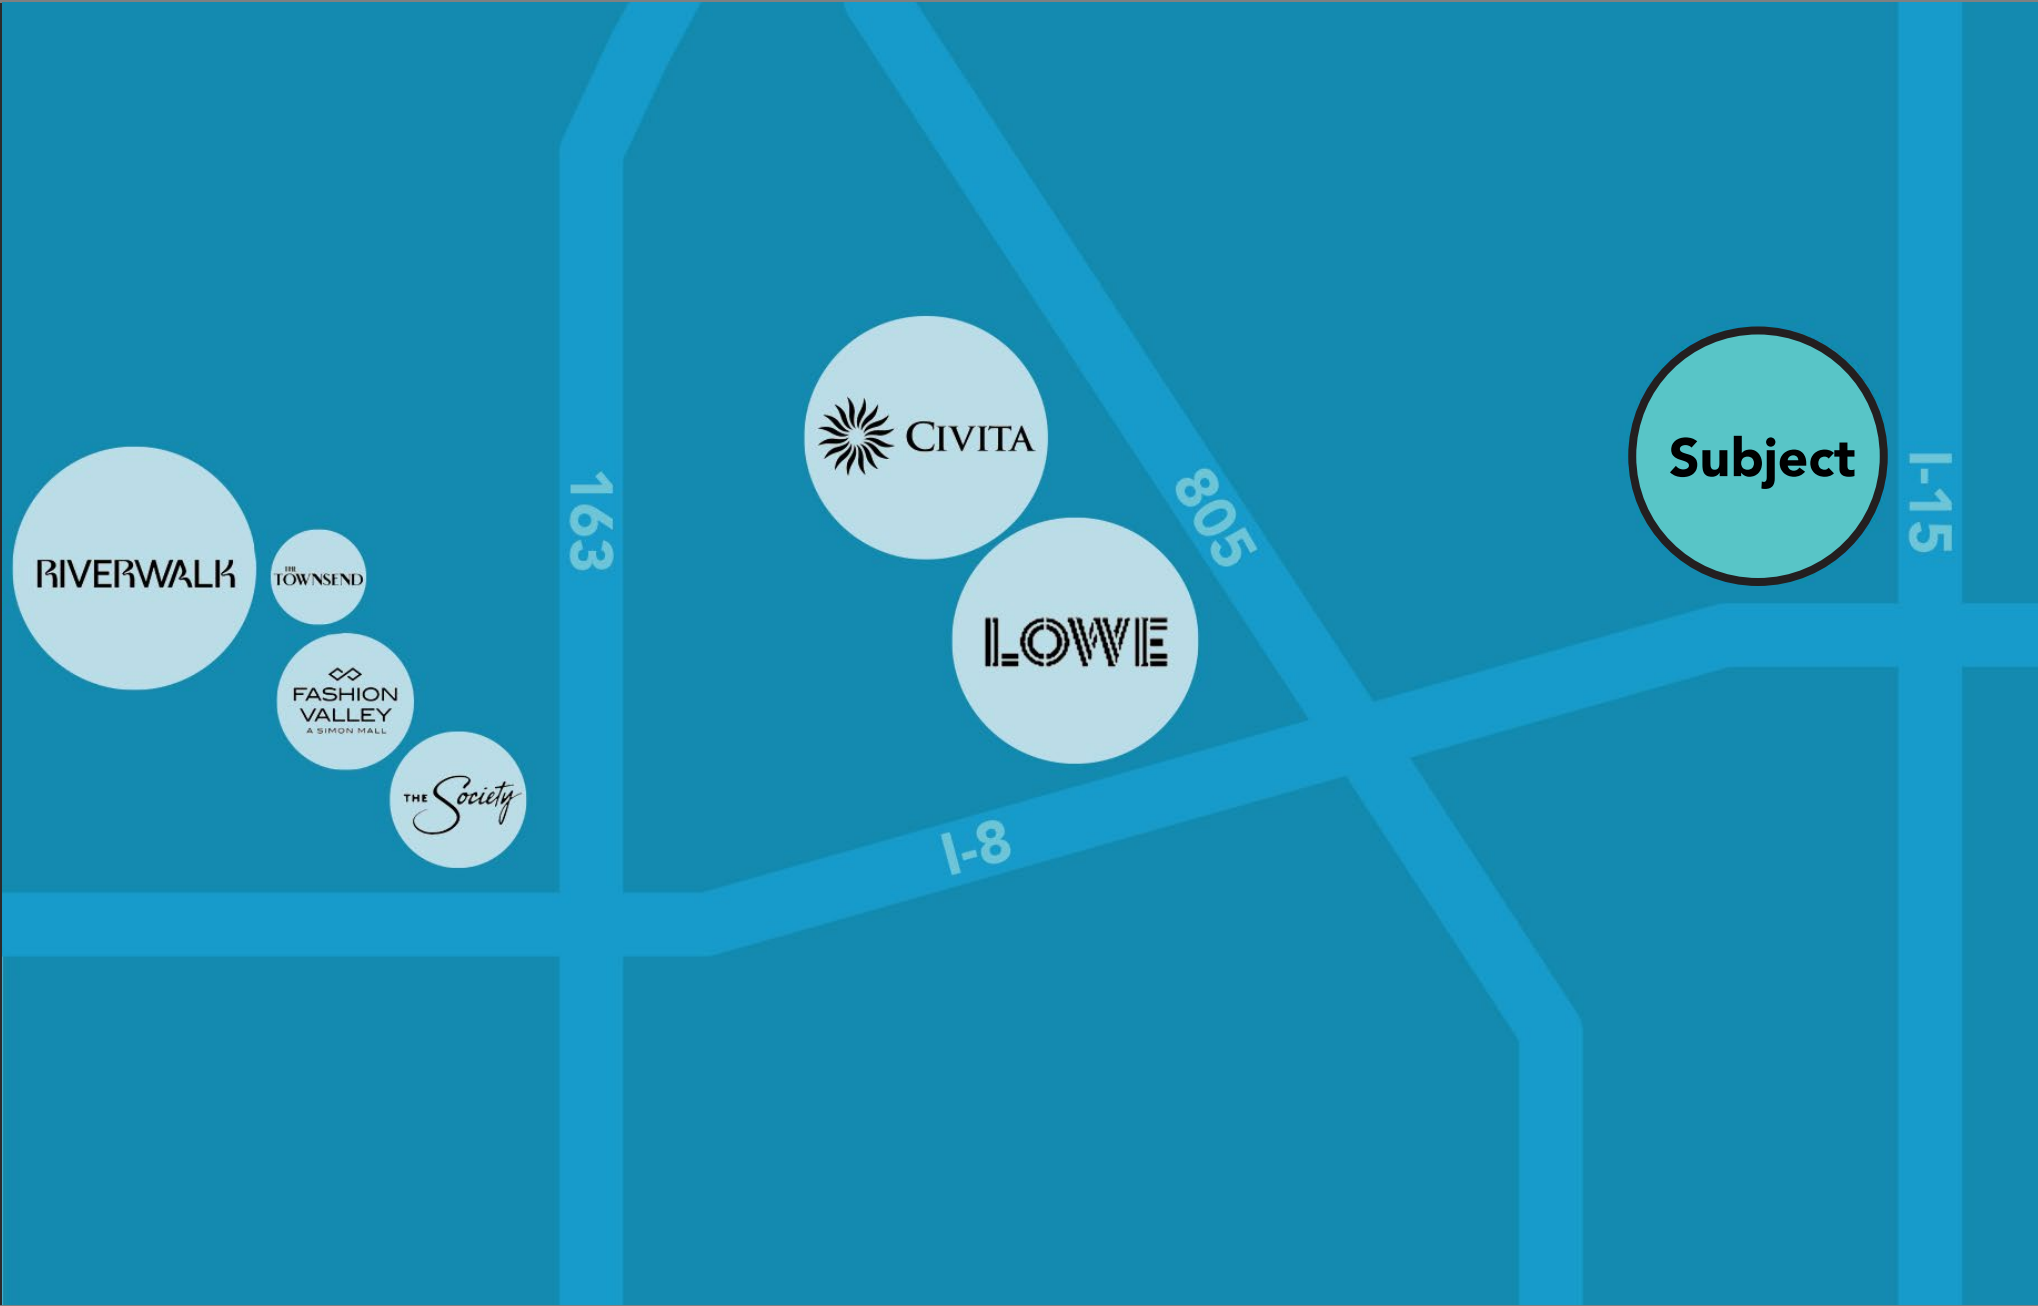 CIVITA
Subject
163
805
I-15
RIVERWALK
THE
TOWNSEND
LOWE
FASHION
VALLEY
A SIMON MALL
THE Society
I-8